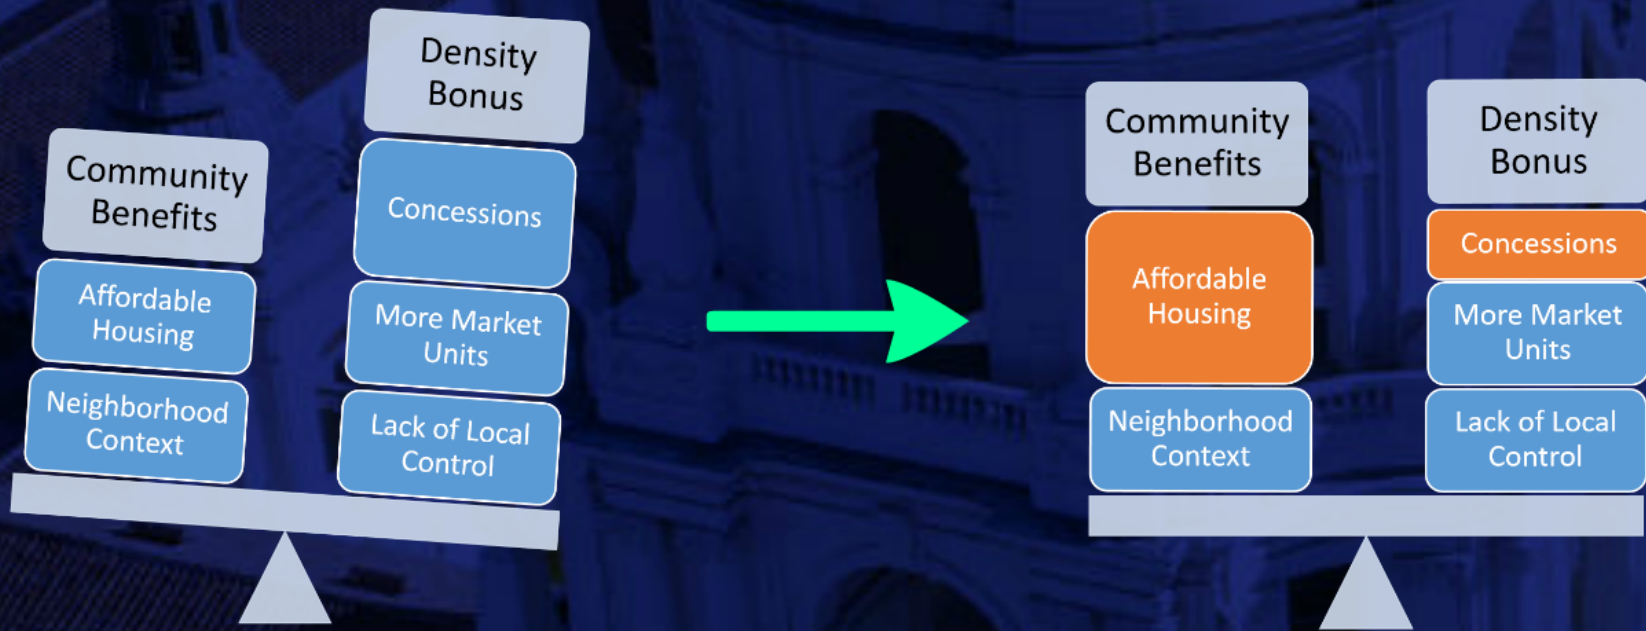 Community
Benefits
Affordable
Housing
Neighborhood
Context
Density
Bonus
Concessions
More Market
Units
Lack of Local
Control
Community
Benefits
Affordable
Housing
Neighborhood
Context
Density
Bonus
Concessions
More Market
Units
Lack of Local
Control